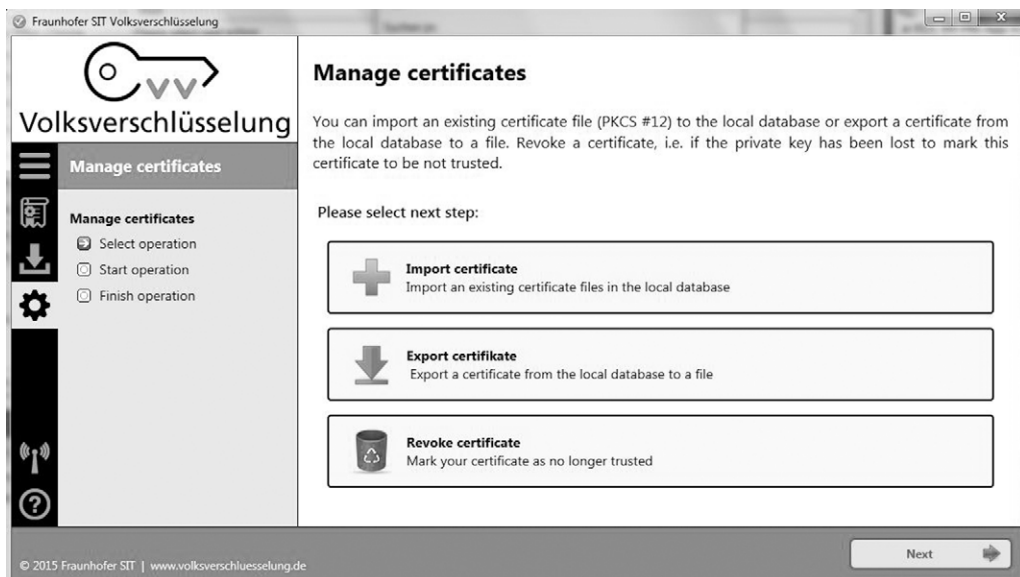 Fraunhofer SIT Volksverschlüsselung
vv
Volksverschlüsselung
Manage certificates
Manage certificates
Select operation
Start operation
Finish operation
Manage certificates
You can import an existing certificate file (PKCS #12) to the local database or export a certificate from
the local database to a file. Revoke a certificate, i.e. if the private key has been lost to mark this
certificate to be not trusted.
Please select next step:
Import certificate
Import an existing certificate files in the local database
Export certifikate
Export a certificate from the local database to a file
Revoke certificate
Mark your certificate as no longer trusted
© 2015 Fraunhofer SIT | www.volksverschluesselung.de
Next